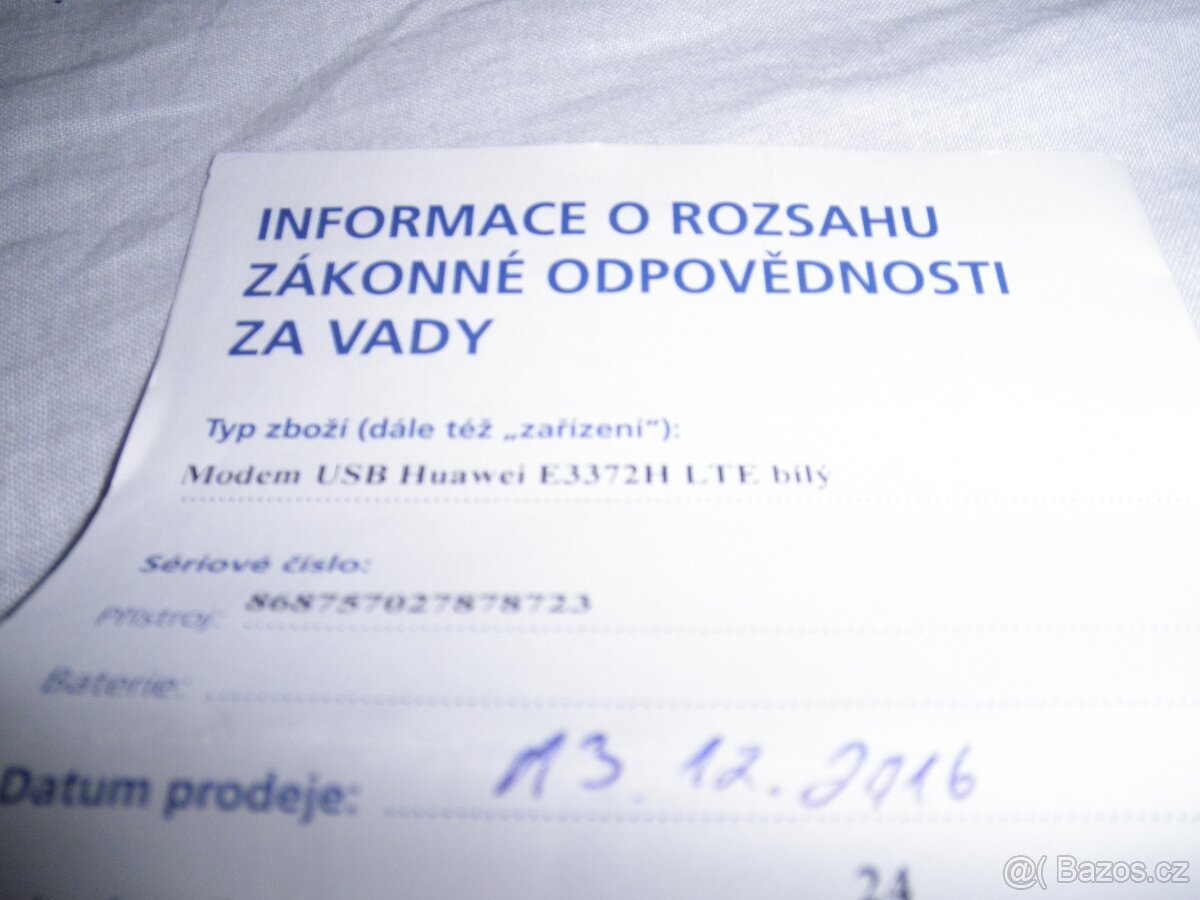 INFORMACE O ROZSAHU
ZÁKONNÉ ODPOVĚDNOSTI
ZA VADY
Typ zboží (dále též „zařízení"):
Modem USB Huawei E3372H LTE bílý
Sériové číslo:
Přístroj: 868757027878723
Baterie:
Datum prodeje: 13. 12. 2016
24
@( Bazos.cz